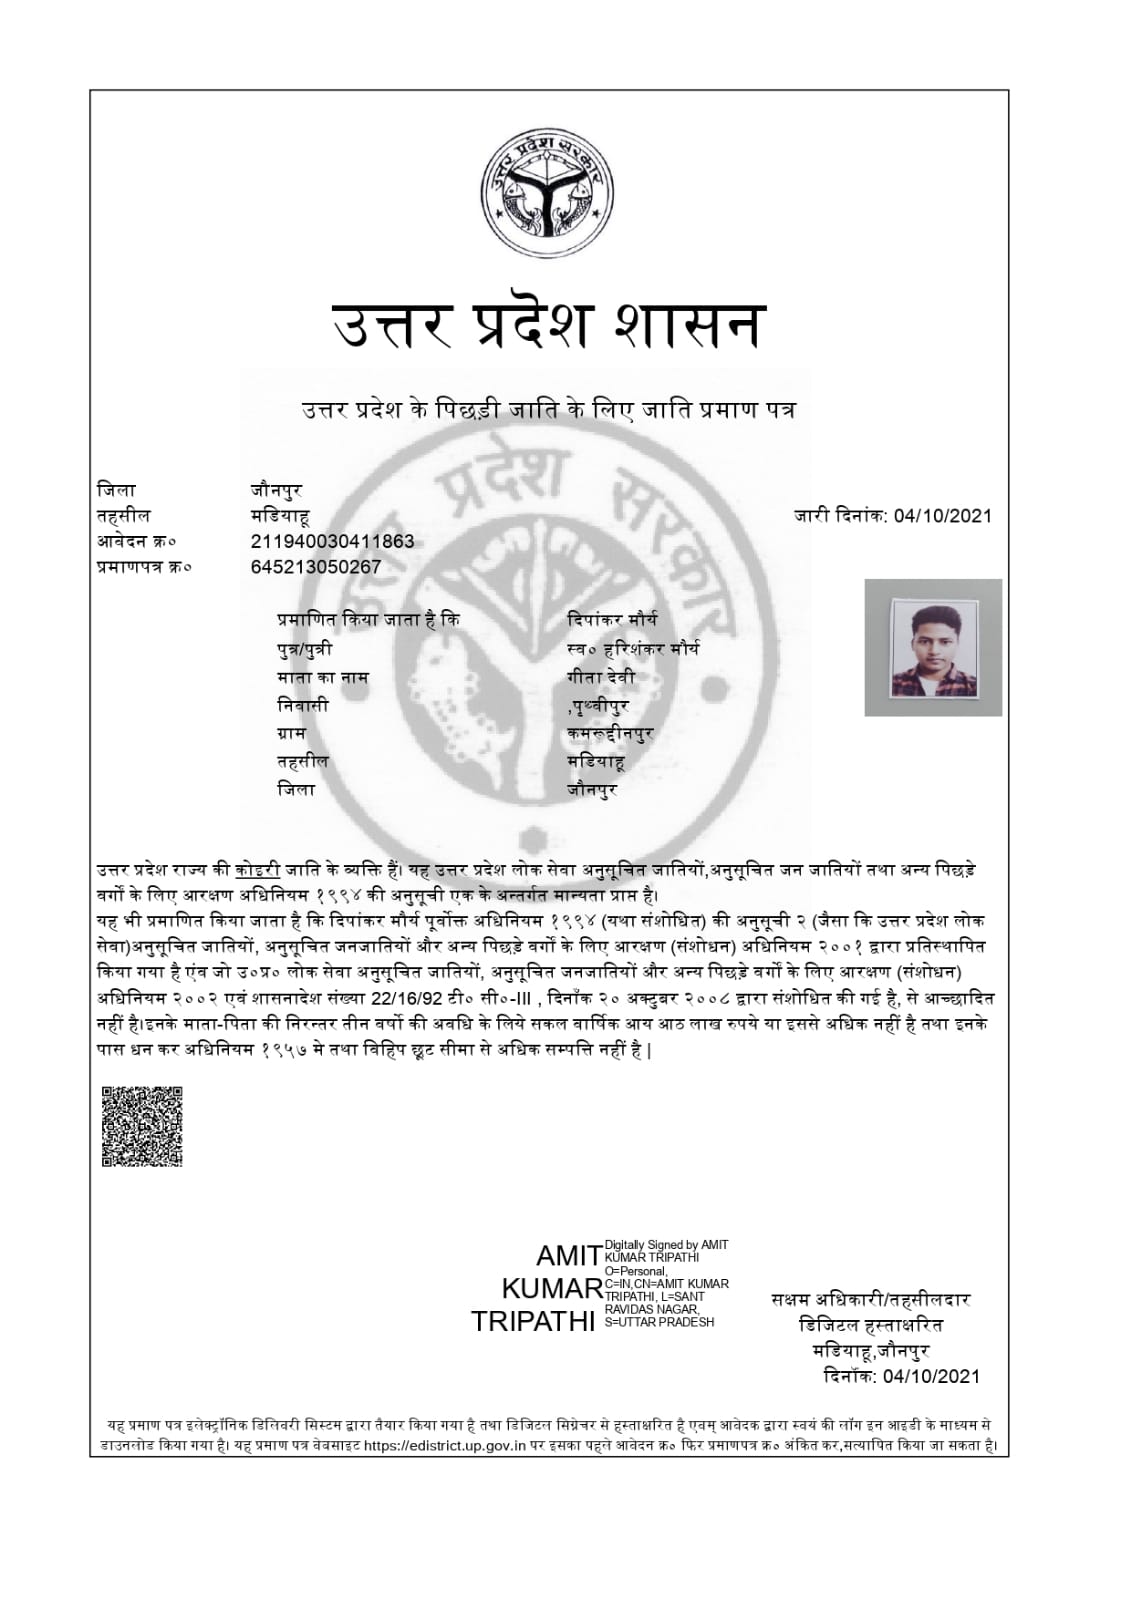 उत्तर प्रदेश सरकार
उत्तर प्रदेश शासन
उत्तर प्रदेश के पिछड़ी जाति के लिए जाति प्रमाण पत्र
उत्तर प्रदेश सरकार
जिला जौनपुर
तहसील मडियाहू जारी दिनांक: 04/10/2021
आवेदन क्र० 211940030411863
प्रमाणपत्र क्र० 645213050267
प्रमाणित किया जाता है कि दिपांकर मौर्य
पुत्र/पुत्री स्व० हरिशंकर मौर्य
माता का नाम गीता देवी
निवासी ,पृथ्वीपुर
ग्राम कमरूद्दीनपुर
तहसील मडियाहू
जिला जौनपुर
उत्तर प्रदेश राज्य की कोइरी जाति के व्यक्ति हैं। यह उत्तर प्रदेश लोक सेवा अनुसूचित जातियों,अनुसूचित जन जातियों तथा अन्य पिछड़े
वर्गों के लिए आरक्षण अधिनियम १९९४ की अनुसूची एक के अन्तर्गत मान्यता प्राप्त है।
यह भी प्रमाणित किया जाता है कि दिपांकर मौर्य पूर्वोक्त अधिनियम १९९४ (यथा संशोधित) की अनुसूची २ (जैसा कि उत्तर प्रदेश लोक
सेवा)अनुसूचित जातियों, अनुसूचित जनजातियों और अन्य पिछड़े वर्गों के लिए आरक्षण (संशोधन) अधिनियम २००१ द्वारा प्रतिस्थापित
किया गया है एंव जो उ०प्र० लोक सेवा अनुसूचित जातियों, अनुसूचित जनजातियों और अन्य पिछड़े वर्गों के लिए आरक्षण (संशोधन)
अधिनियम २००२ एवं शासनादेश संख्या 22/16/92 टी० सी०-III , दिनाँक २० अक्टुबर २००८ द्वारा संशोधित की गई है, से आच्छादित
नहीं है।इनके माता-पिता की निरन्तर तीन वर्षो की अवधि के लिये सकल वार्षिक आय आठ लाख रुपये या इससे अधिक नहीं है तथा इनके
पास धन कर अधिनियम १९५७ मे तथा विहिप छूट सीमा से अधिक सम्पत्ति नहीं है |
AMIT
KUMAR
TRIPATHI
Digitally Signed by AMIT
KUMAR TRIPATHI
O=Personal,
C=IN,CN=AMIT KUMAR
TRIPATHI, L=SANT
RAVIDAS NAGAR,
S=UTTAR PRADESH
सक्षम अधिकारी/तहसीलदार
डिजिटल हस्ताक्षरित
मडियाहू,जौनपुर
दिनॉक: 04/10/2021
यह प्रमाण पत्र इलेक्ट्रॉनिक डिलिवरी सिस्टम द्वारा तैयार किया गया है तथा डिजिटल सिग्नेचर से हस्ताक्षरित है एवम् आवेदक द्वारा स्वयं की लॉग इन आइडी के माध्यम से
डाउनलोड किया गया है। यह प्रमाण पत्र वेवसाइट https://edistrict.up.gov.in पर इसका पहले आवेदन क्र० फिर प्रमाणपत्र क्र० अंकित कर,सत्यापित किया जा सकता है।